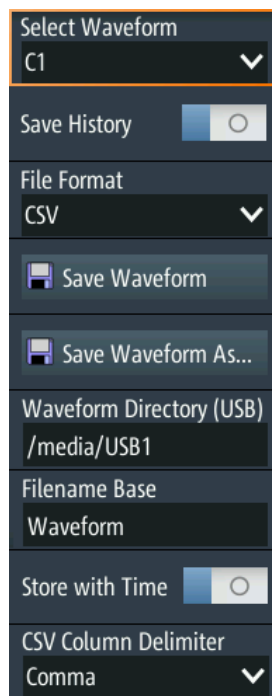 Select Waveform
C1
Save History
File Format
CSV
Save Waveform
Save Waveform As...
Waveform Directory (USB)
/media/USB1
Filename Base
Waveform
Store with Time
CSV Column Delimiter
Comma